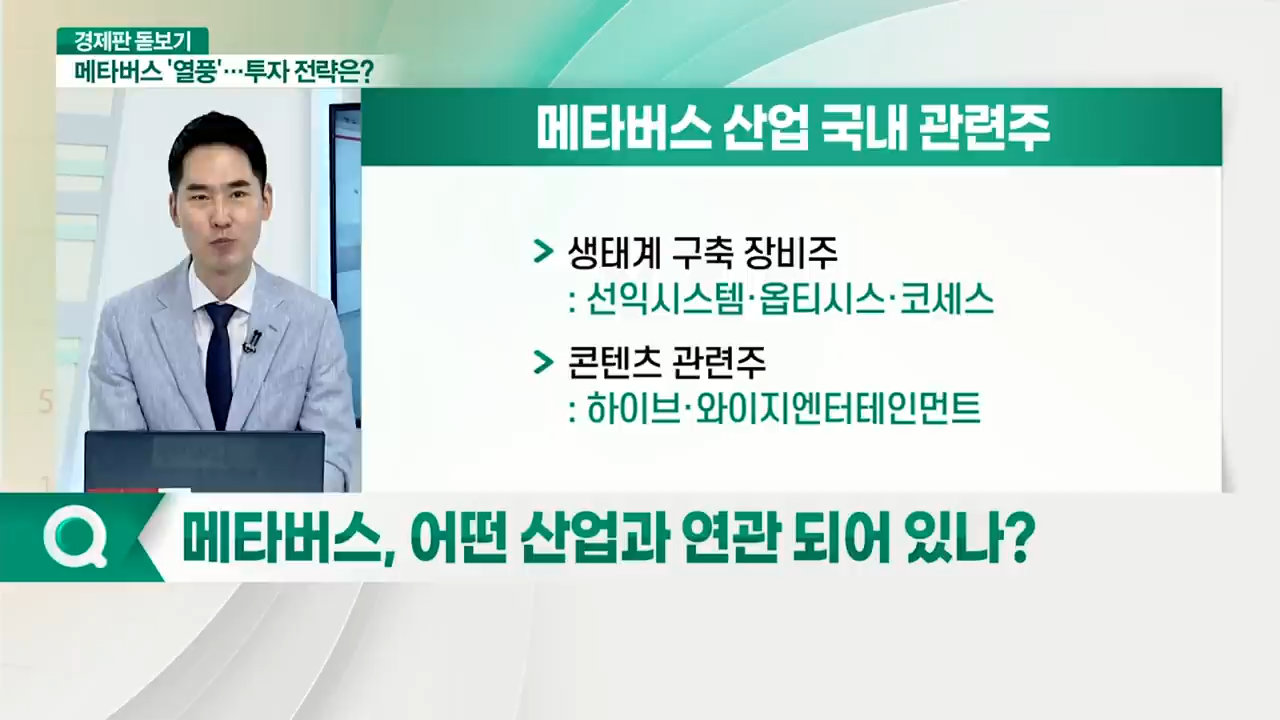 경제판 돋보기
메타버스 '열풍'…투자 전략은?
메타버스 산업 국내 관련주
> 생태계 구축 장비주
: 선익시스템·옵티시스·코세스
> 콘텐츠 관련주
: 하이브·와이지엔터테인먼트
5
1
Q 메타버스, 어떤 산업과 연관 되어 있나?